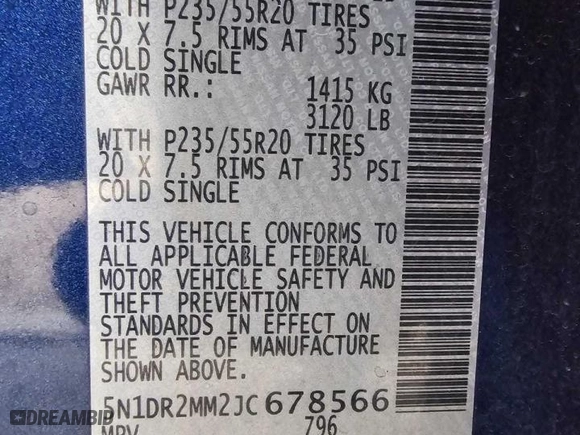 WITH P235/55R20 TIRES
20 X 7.5 RIMS AT 35 PSI
COLD SINGLE
GAWR RR.: 1415 KG
3120 LB
WITH P235/55R20 TIRES
20 X 7.5 RIMS AT 35 PSI
COLD SINGLE
THIS VEHICLE CONFORMS TO
ALL APPLICABLE FEDERAL
MOTOR VEHICLE SAFETY AND
THEFT PREVENTION
STANDARDS IN EFFECT ON
THE DATE OF MANUFACTURE
SHOWN ABOVE.
5N1DR2MM2JC678566
MPV 796
DREAMBID